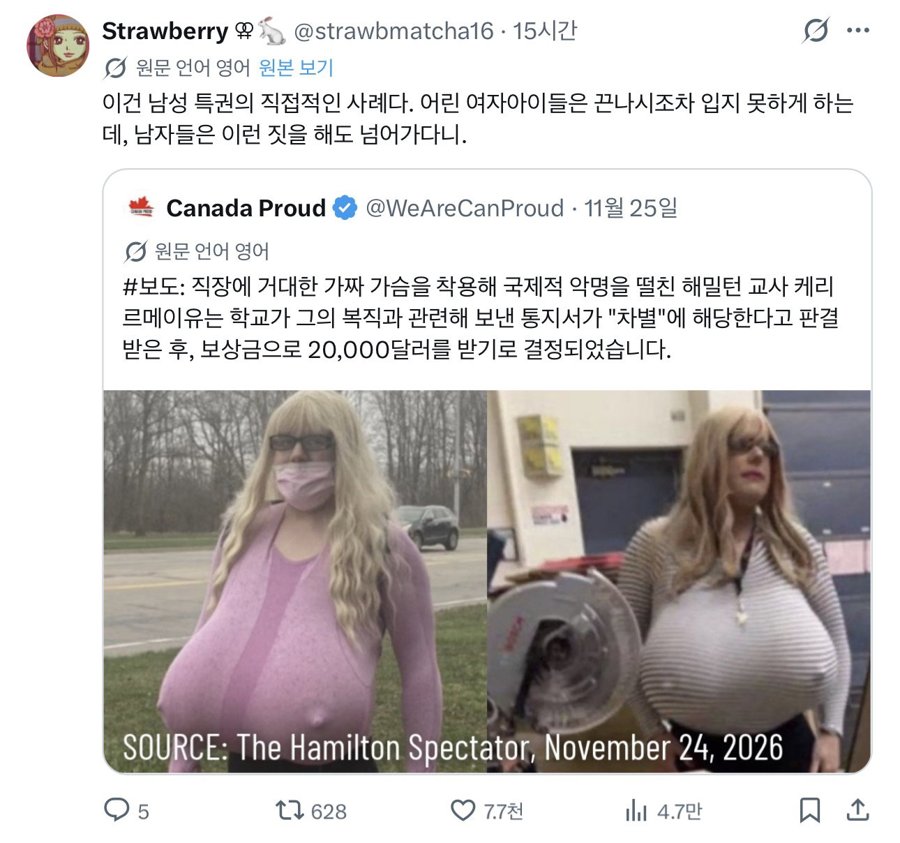 Strawberry @strawbmatcha16 · 15시간
원문 언어 영어 원본 보기
이건 남성 특권의 직접적인 사례다. 어린 여자아이들은 끈나시조차 입지 못하게 하는
데, 남자들은 이런 짓을 해도 넘어가다니.
Canada Proud @WeAreCanProud · 11월 25일
원문 언어 영어
#보도: 직장에 거대한 가짜 가슴을 착용해 국제적 악명을 떨친 해밀턴 교사 케리
르메이유는 학교가 그의 복직과 관련해 보낸 통지서가 "차별"에 해당한다고 판결
받은 후, 보상금으로 20,000달러를 받기로 결정되었습니다.
SOURCE: The Hamilton Spectator, November 24, 2026
5 628 7.7천 4.7만